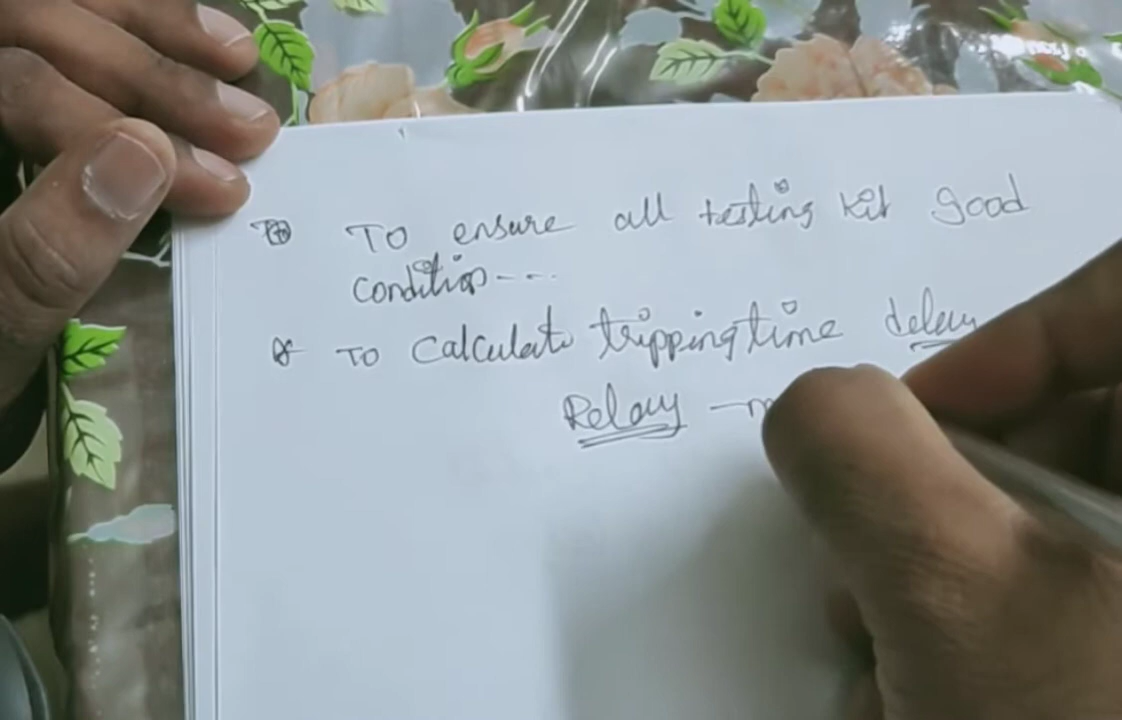 To ensure all testing kit good
condition---
To Calculate tripping time delay
Relay